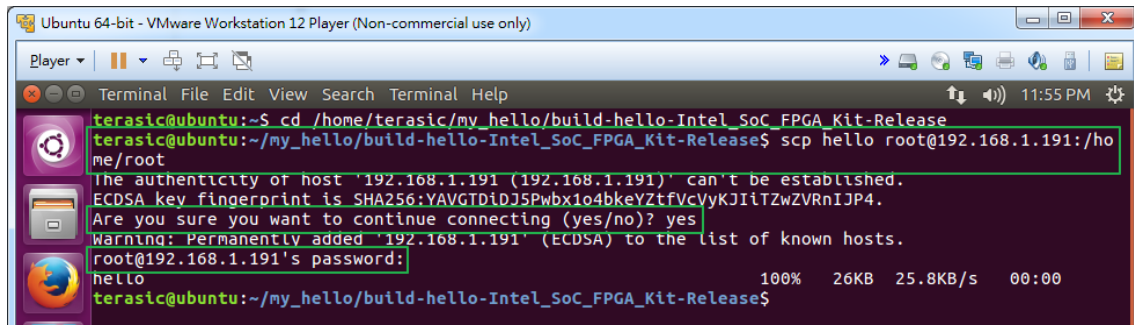 Ubuntu 64-bit - VMware Workstation 12 Player (Non-commercial use only)
Player
Terminal File Edit View Search Terminal Help 11:55 PM
terasic@ubuntu:~$ cd /home/terasic/my_hello/build-hello-Intel_SoC_FPGA_Kit-Release
terasic@ubuntu:~/my_hello/build-hello-Intel_SoC_FPGA_Kit-Release$ scp hello root@192.168.1.191:/ho
me/root
The authenticity of host '192.168.1.191 (192.168.1.191)' can't be established.
ECDSA key fingerprint is SHA256:YAVGTDiDJ5Pwbx1o4bkeYZtfVcVyKJIiTZwZVRnIJP4.
Are you sure you want to continue connecting (yes/no)? yes
Warning: Permanently added '192.168.1.191' (ECDSA) to the list of known hosts.
root@192.168.1.191's password:
hello 100% 26KB 25.8KB/s 00:00
terasic@ubuntu:~/my_hello/build-hello-Intel_SoC_FPGA_Kit-Release$